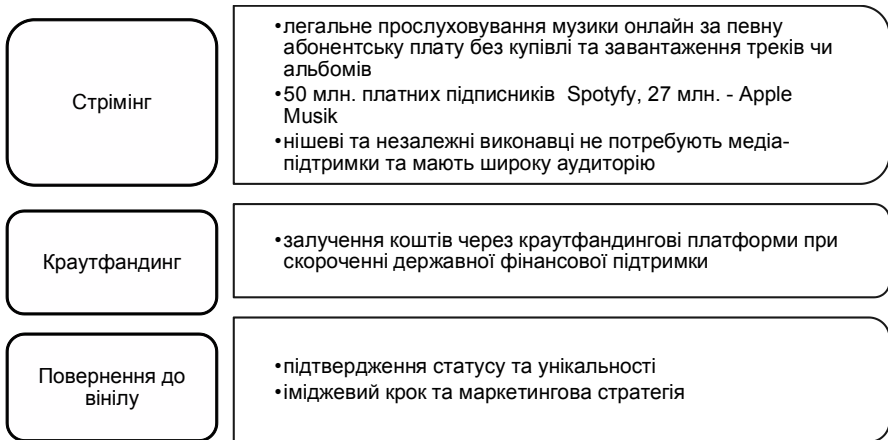 Стрімінг
•легальне прослуховування музики онлайн за певну
абонентську плату без купівлі та завантаження треків чи
альбомів
•50 млн. платних підписників  Spotyfy, 27 млн. - Apple
Musik
•нішеві та незалежні виконавці не потребують медіа-
підтримки та мають широку аудиторію
Краутфандинг
•залучення коштів через краутфандингові платформи при
скороченні державної фінансової підтримки
Повернення до
вінілу
•підтвердження статусу та унікальності
•іміджевий крок та маркетингова стратегія